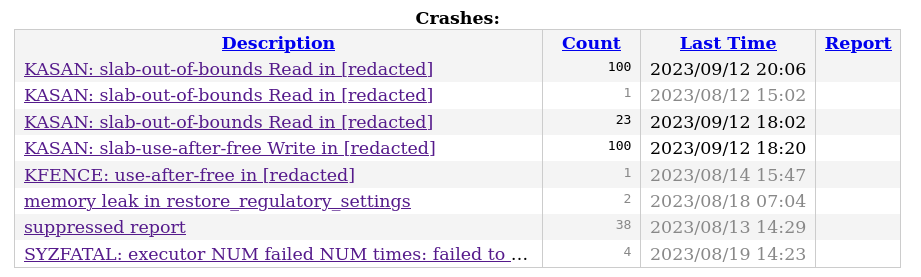 Crashes:
Description Count Last Time Report
KASAN: slab-out-of-bounds Read in [redacted] 100 2023/09/12 20:06
KASAN: slab-out-of-bounds Read in [redacted] 1 2023/08/12 15:02
KASAN: slab-out-of-bounds Read in [redacted] 23 2023/09/12 18:02
KASAN: slab-use-after-free Write in [redacted] 100 2023/09/12 18:20
KFENCE: use-after-free in [redacted] 1 2023/08/14 15:47
memory leak in restore_regulatory_settings 2 2023/08/18 07:04
suppressed report 38 2023/08/13 14:29
SYZFATAL: executor NUM failed NUM times: failed to ... 4 2023/08/19 14:23